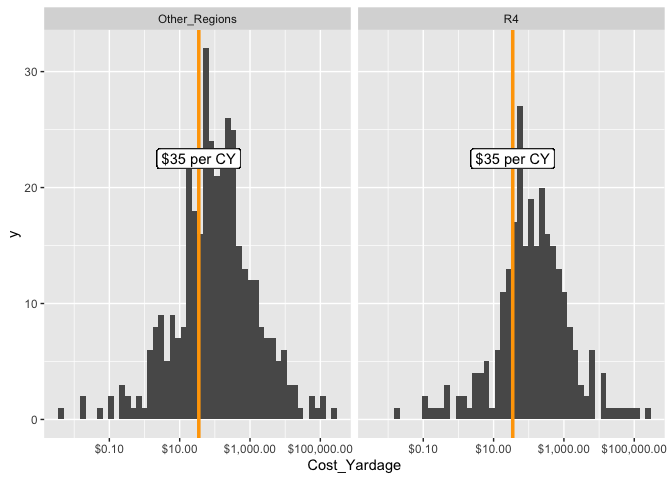 Other_Regions
R4
30
20
10
0
y
$35 per CY
$35 per CY
$0.10
$10.00
$1,000.00
$100,000.00
$0.10
$10.00
$1,000.00
$100,000.00
Cost_Yardage